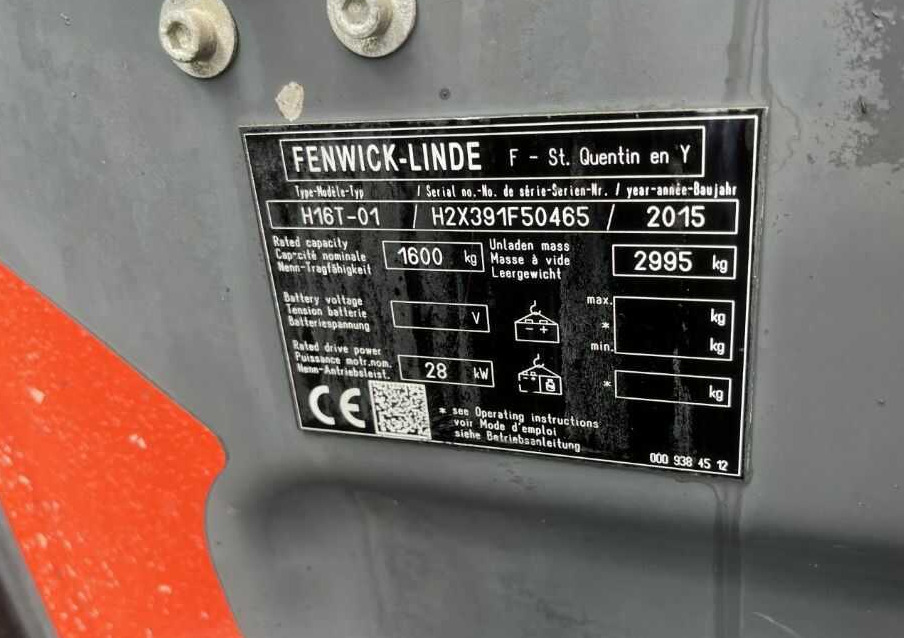 FENWICK-LINDE F - St. Quentin en Y
Type-Modèle-Typ / Serial no.-No. de série-Serien-Nr. / year-année-Baujahr
H16T-01 / H2X391F50465 / 2015
Rated capacity
Capacité nominale
Nenn-Tragfähigkeit
1600 kg
Unladen mass
Masse à vide
Leergewicht
2995 kg
Battery voltage
Tension batterie
Batteriespannung
V
- +
max.
*
min.
kg
kg
Rated drive power
Puissance motr.nom.
Nenn-Antriebsleist.
28 kW
*
kg
CE
* see Operating instructions
voir Mode d'emploi
siehe Betriebsanleitung
000 938 45 12